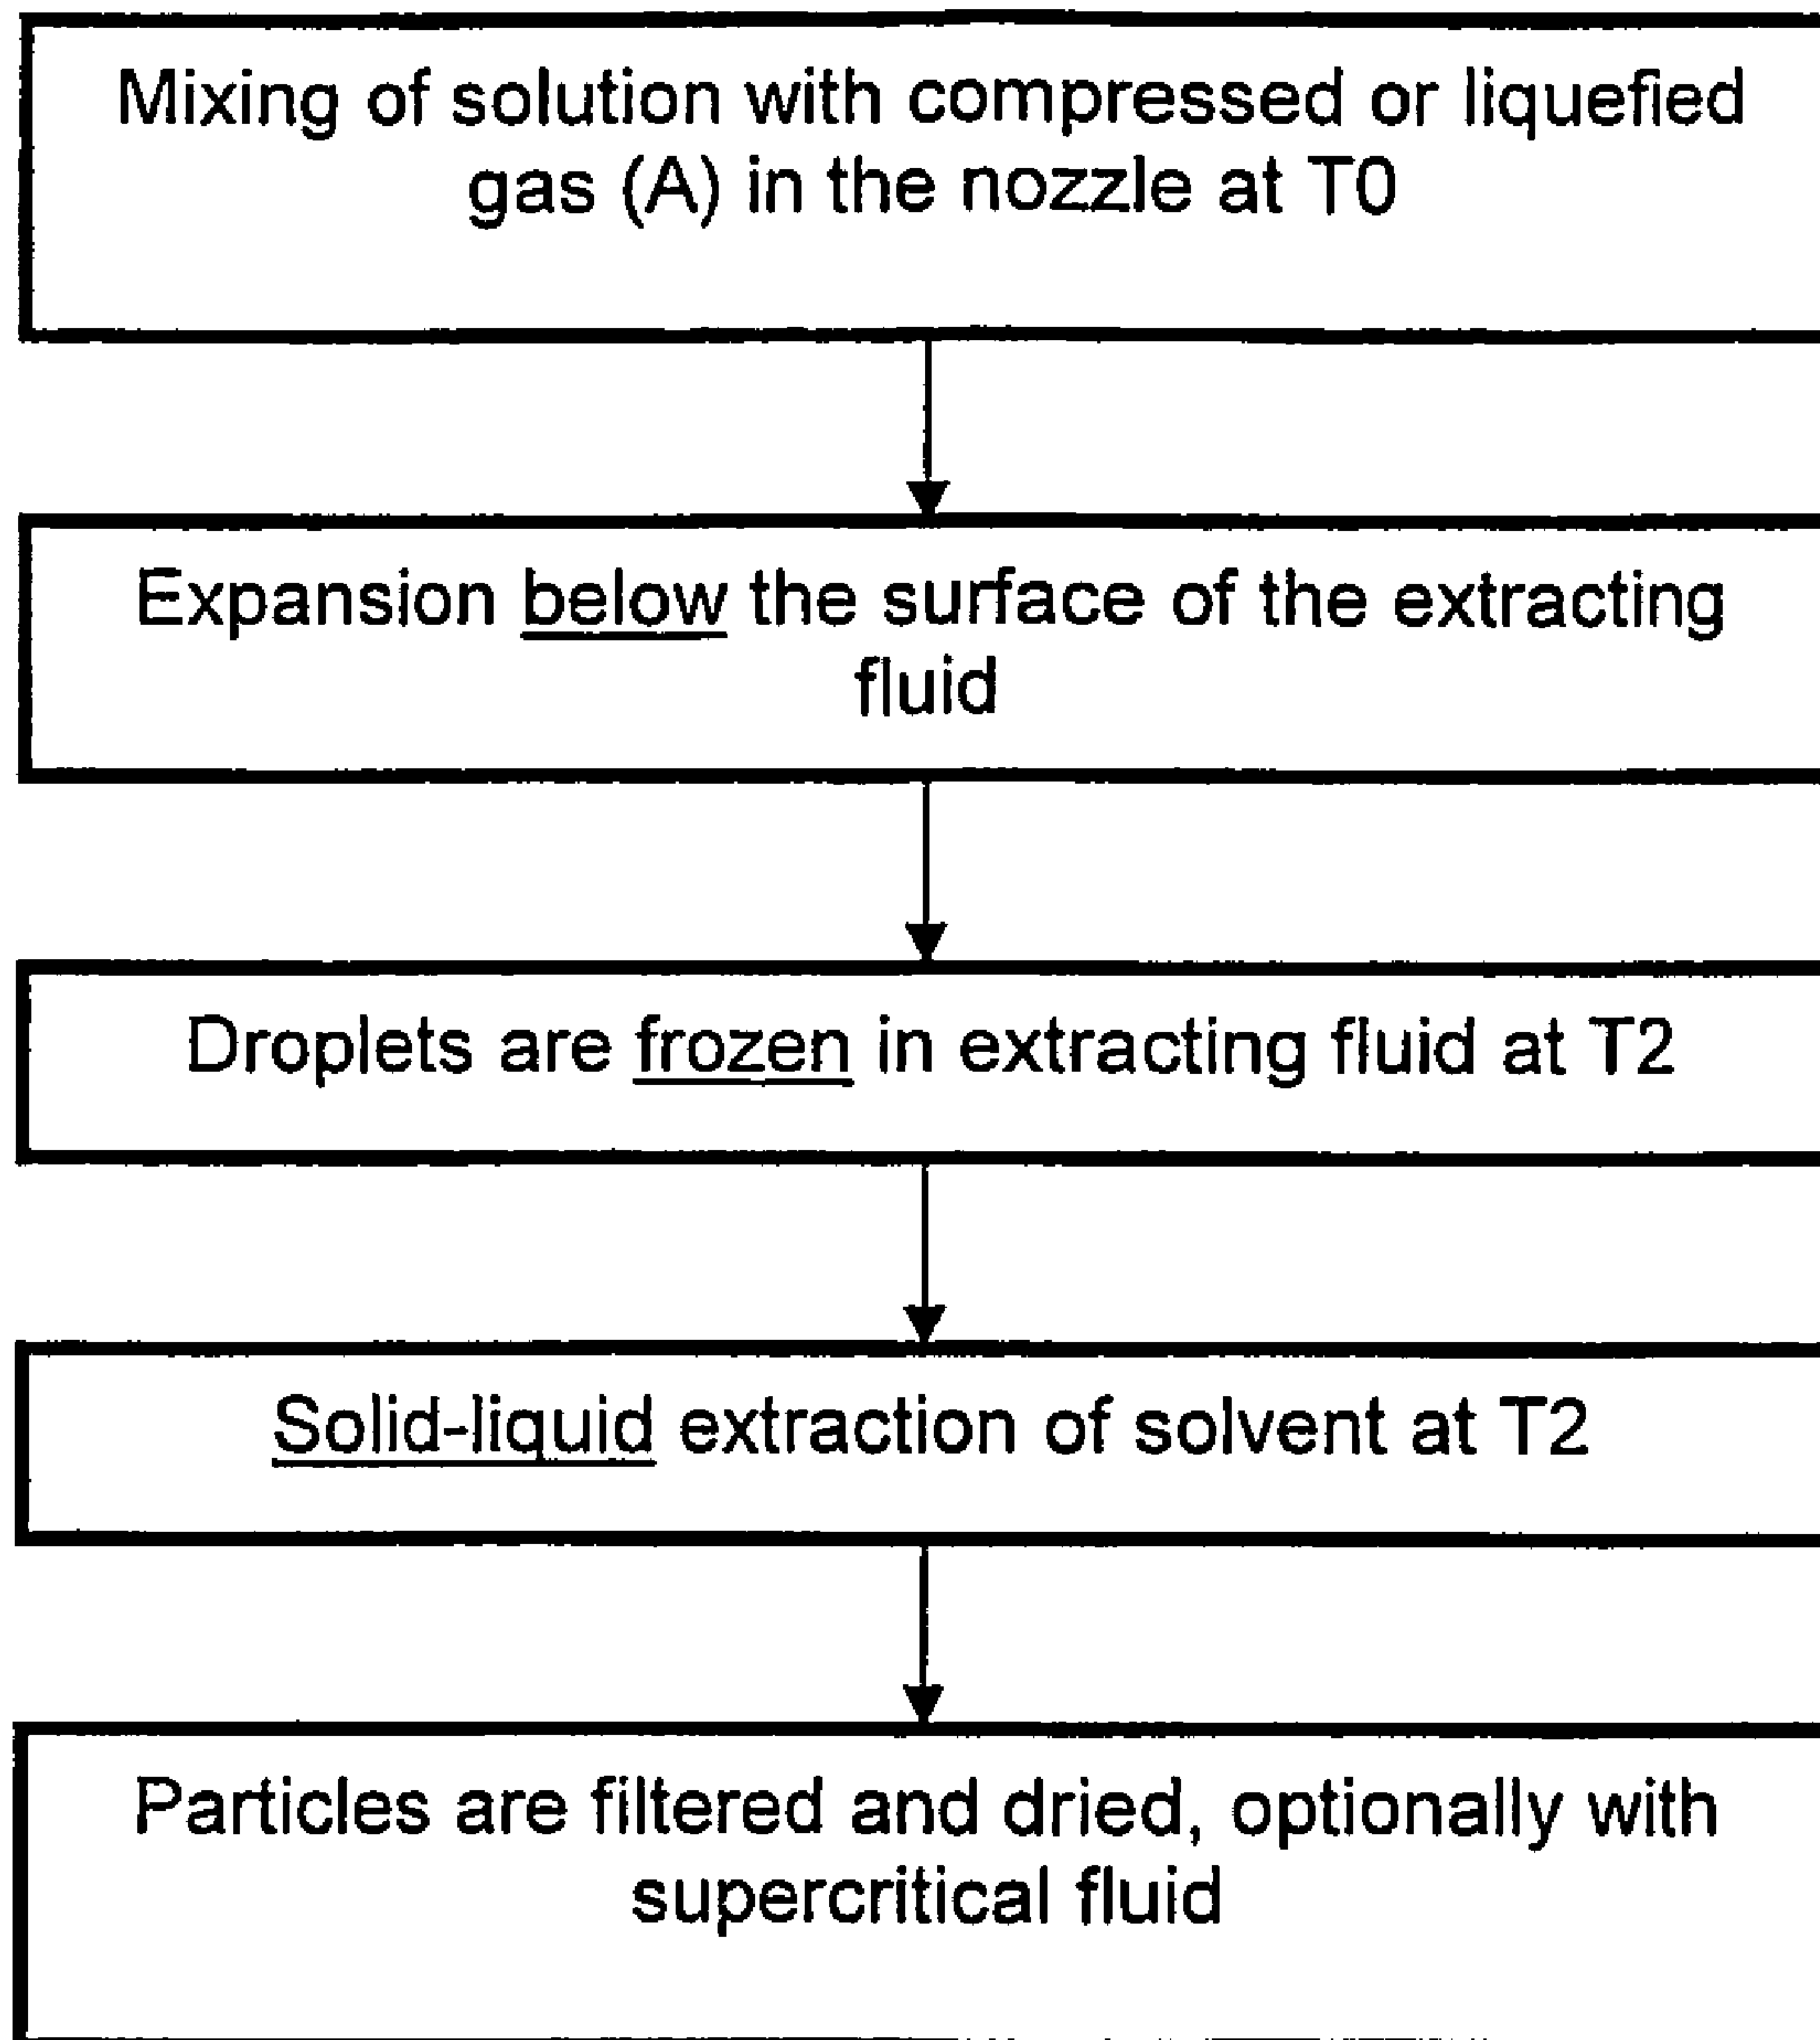 Mixing of solution with compressed or liquefied
gas (A) in the nozzle at T0
Expansion below the surface of the extracting
fluid
Droplets are frozen in extracting fluid at T2
Solid-liquid extraction of solvent at T2
Particles are filtered and dried, optionally with
supercritical fluid